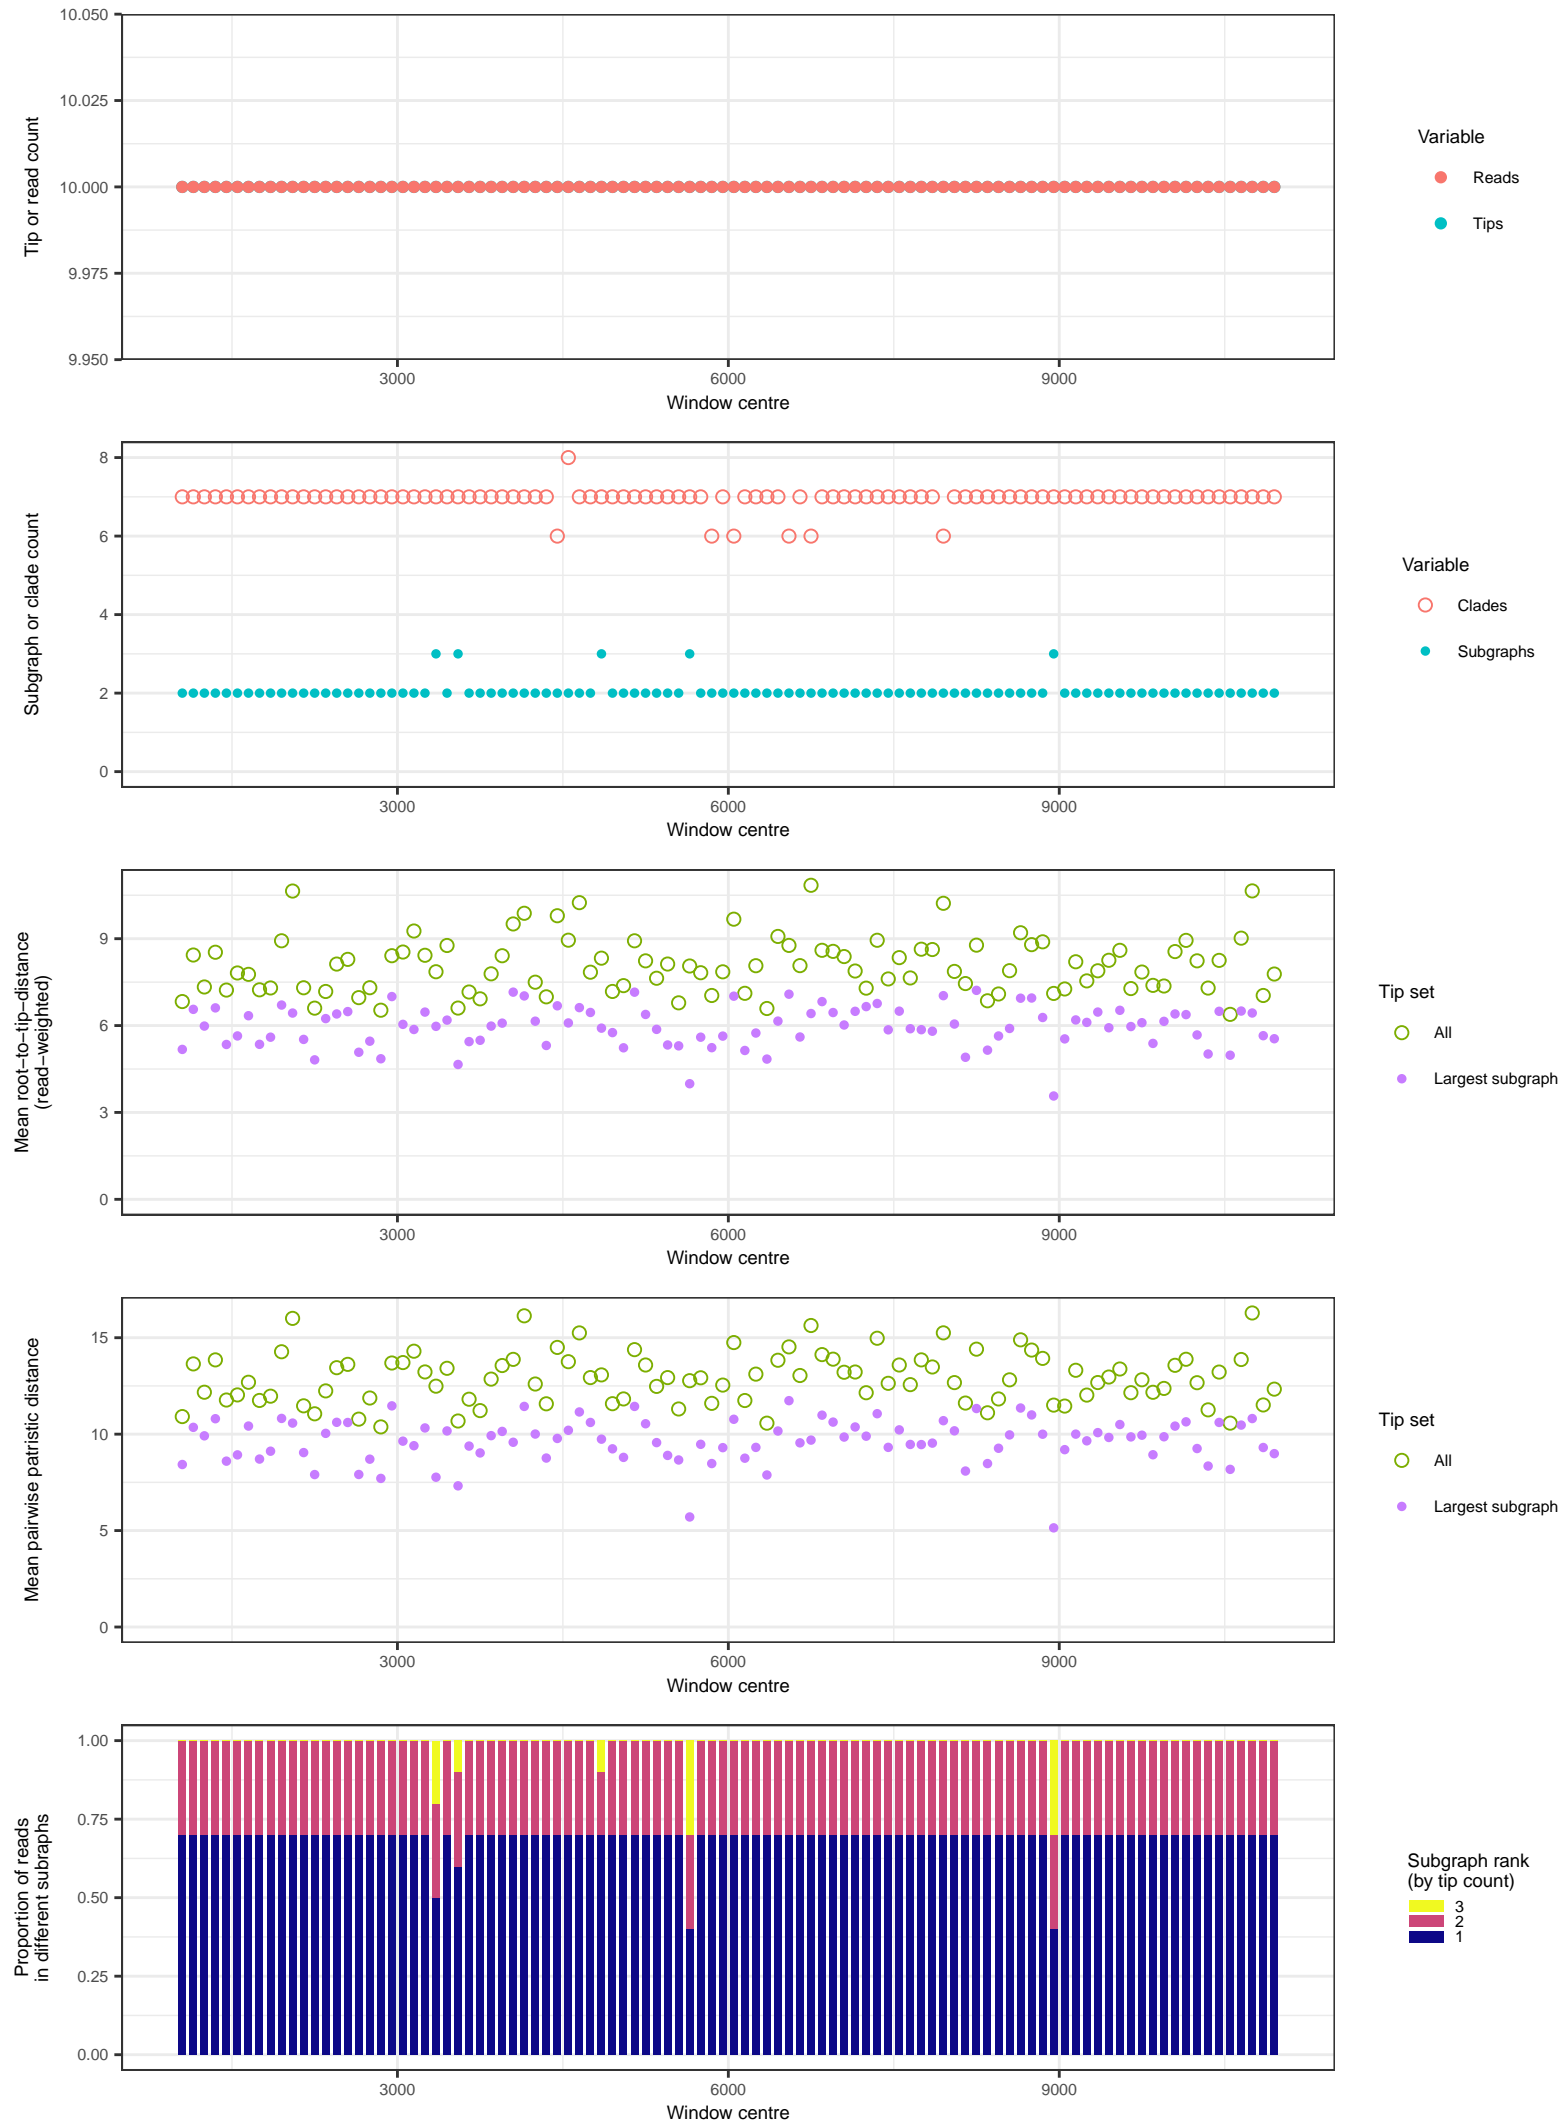 10.050
10.025
10.000
9.975
9.950
Tip or read count
3000 6000 9000
Window centre
Variable
Reads
Tips
8
6
4
2
0
Subgraph or clade count
3000 6000 9000
Window centre
Variable
Clades
Subgraphs
9
6
3
0
Mean root−to−tip−distance
(read−weighted)
3000 6000 9000
Window centre
Tip set
All
Largest subgraph
15
10
5
0
Mean pairwise patristic distance
3000 6000 9000
Window centre
Tip set
All
Largest subgraph
1.00
0.75
0.50
0.25
0.00
Proportion of reads
in different subraphs
3000 6000 9000
Window centre
Subgraph rank
(by tip count)
3
2
1